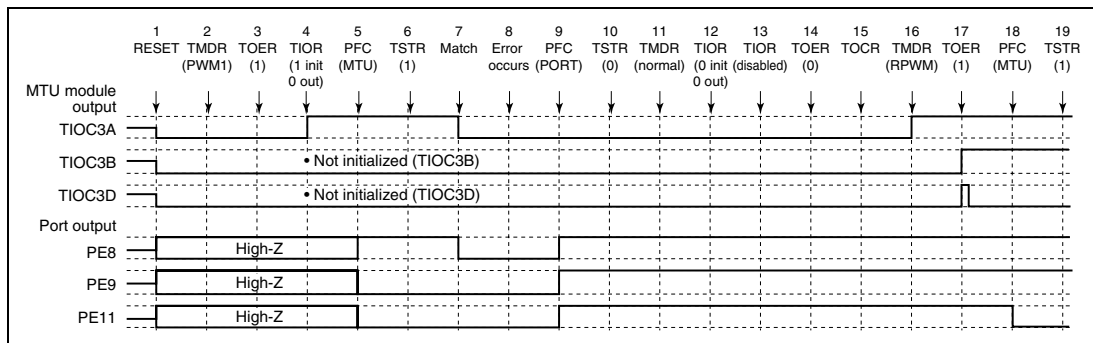 1 2 3 4 5 6 7 8 9 10 11 12 13 14 15 16 17 18 19
RESET TMDR TOER TIOR PFC TSTR Match Error PFC TSTR TMDR TIOR TIOR TOER TOCR TMDR TOER PFC TSTR
(PWM1) (1) (1 init (MTU) (1) occurs (PORT) (0) (normal) (0 init (disabled) (0) (RPWM) (1) (MTU) (1)
0 out) 0 out)
MTU module
output
TIOC3A
TIOC3B • Not initialized (TIOC3B)
TIOC3D • Not initialized (TIOC3D)
Port output
PE8 High-Z
PE9 High-Z
PE11 High-Z